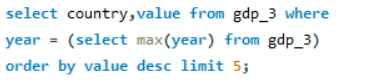 select country,value from gdp_3 where
year = (select max(year) from gdp_3)
order by value desc limit 5;